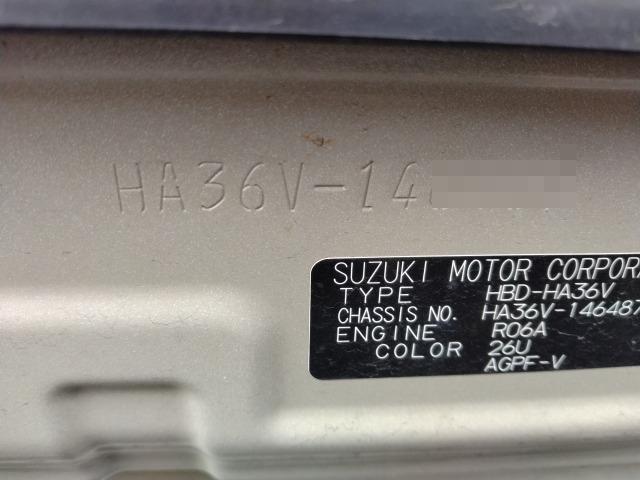 HA36V-14
SUZUKI MOTOR CORPORA
TYPE HBD-HA36V
CHASSIS NO. HA36V-146487
ENGINE R06A
COLOR 26U
AGPF-V